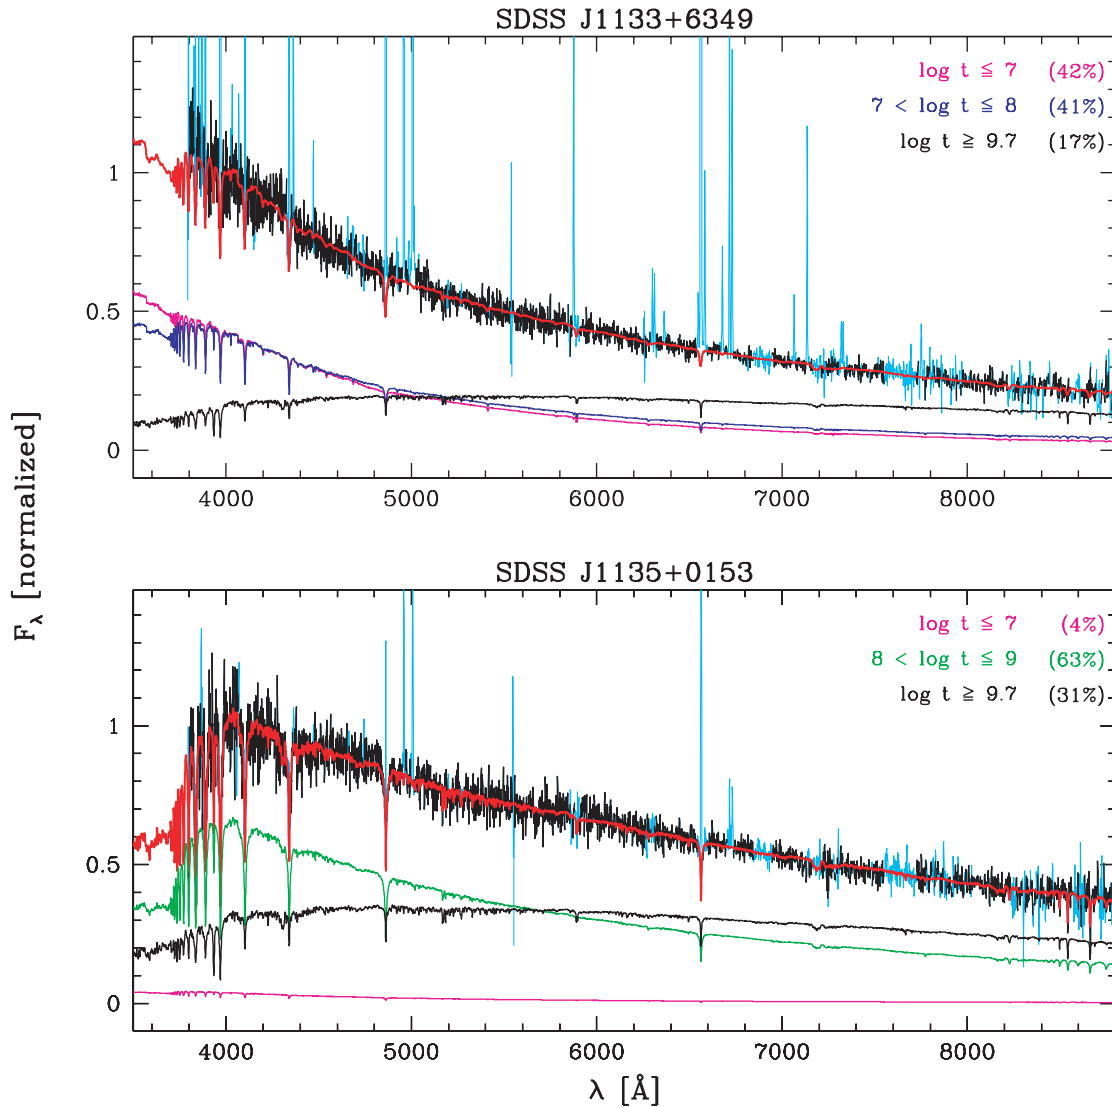 SDSS J1133+6349
log t ≦ 7 (42%)
7 < log t ≦ 8 (41%)
log t ≧ 9.7 (17%)
1
0.5
0
4000 5000 6000 7000 8000
F_λ [normalized]
SDSS J1135+0153
log t ≦ 7 (4%)
8 < log t ≦ 9 (63%)
log t ≧ 9.7 (31%)
1
0.5
0
4000 5000 6000 7000 8000
λ [Å]